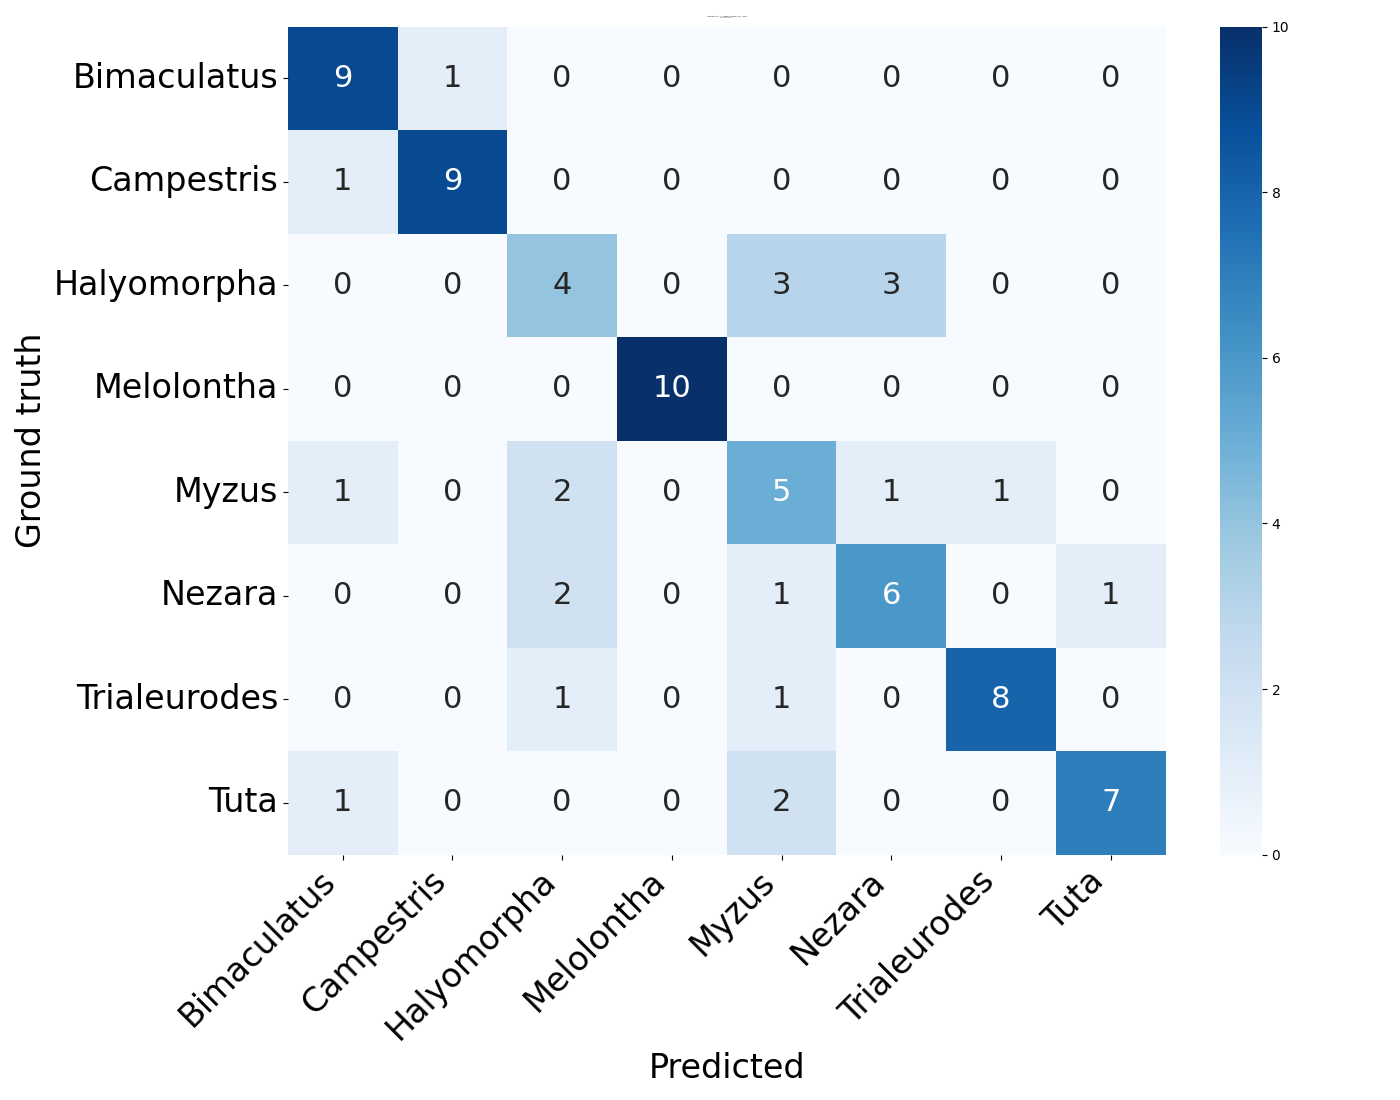 10
Bimaculatus 9 1 0 0 0 0 0 0
Campestris 1 9 0 0 0 0 0 0
8
Halyomorpha 0 0 4 0 3 3 0 0
6
Melolontha 0 0 0 10 0 0 0 0
Ground truth
Myzus 1 0 2 0 5 1 1 0
4
Nezara 0 0 2 0 1 6 0 1
2
Trialeurodes 0 0 1 0 1 0 8 0
Tuta 1 0 0 0 2 0 0 7
0
Bimaculatus
Campestris
Halyomorpha
Melolontha
Myzus
Nezara
Trialeurodes
Tuta
Predicted